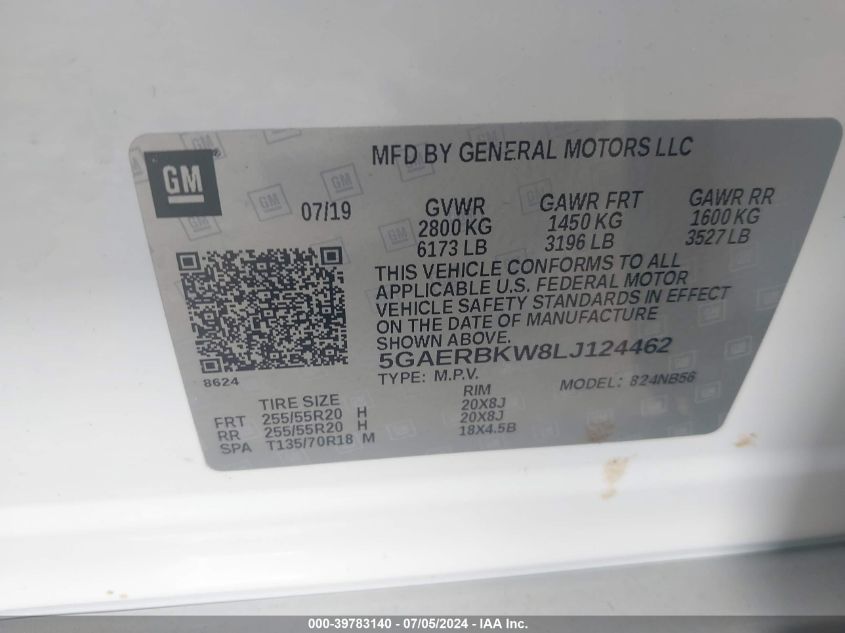 MFD BY GENERAL MOTORS LLC
GM
07/19
GVWR GAWR FRT GAWR RR
2800 KG 1450 KG 1600 KG
6173 LB 3196 LB 3527 LB
THIS VEHICLE CONFORMS TO ALL
APPLICABLE U.S. FEDERAL MOTOR
VEHICLE SAFETY STANDARDS IN EFFECT
ON THE DATE OF MANUFACTURE
SHOWN ABOVE.
5GAERBKW8LJ124462
8624
TYPE: M.P.V. MODEL: 824NB56
TIRE SIZE RIM
FRT 255/55R20 H 20X8J
RR 255/55R20 H 20X8J
SPA T135/70R18 M 18X4.5B
000-39783140 - 07/05/2024 - IAA Inc.